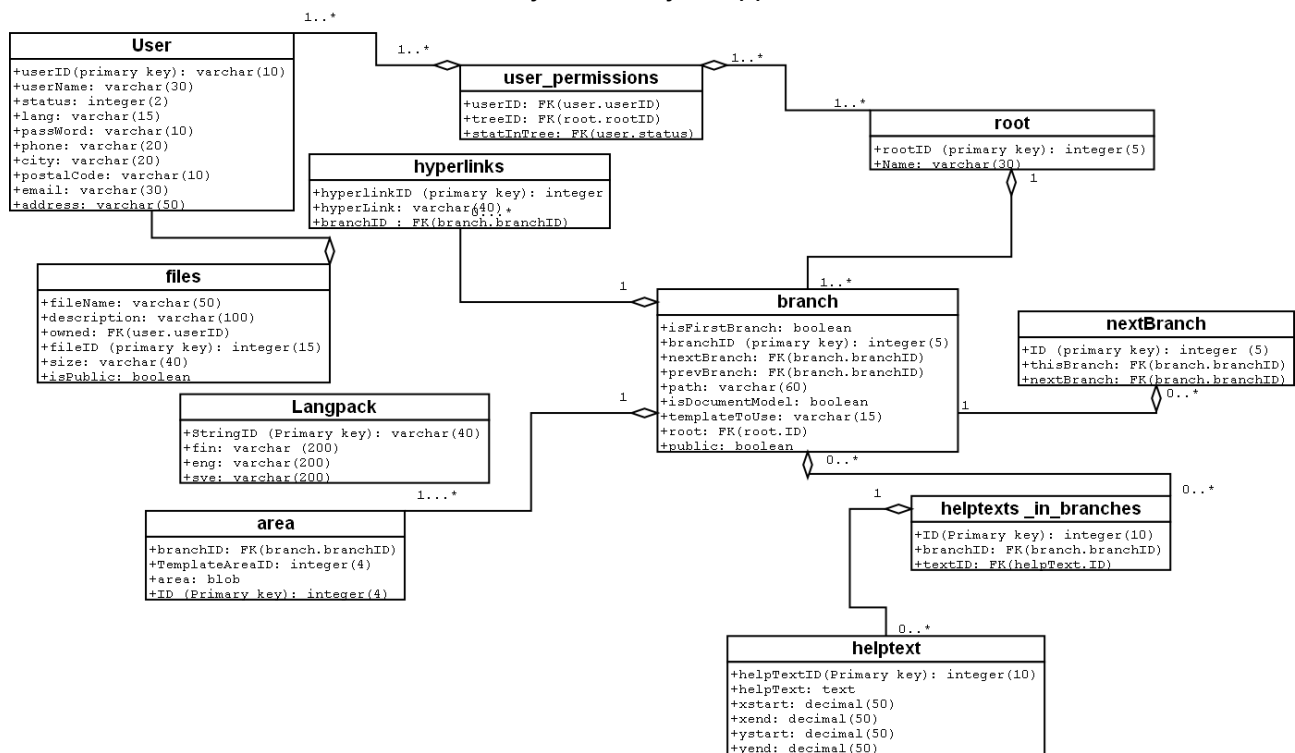 1..*
User
+userID(primary key): varchar(10)
+userName: varchar(30)
+status: integer(2)
+lang: varchar(15)
+passWord: varchar(10)
+phone: varchar(20)
+city: varchar(20)
+postalCode: varchar(10)
+email: varchar(30)
+address: varchar(50)
1..*
user_permissions
+userID: FK(user.userID)
+treeID: FK(root.rootID)
+statInTree: FK(user.status)
1..*
1..*
root
+rootID (primary key): integer(5)
+Name: varchar(30)
1
hyperlinks
+hyperlinkID (primary key): integer
+hyperLink: varchar(40)
0...*
+branchID : FK(branch.branchID)
files
+fileName: varchar(50)
+description: varchar(100)
+owned: FK(user.userID)
+fileID (primary key): integer(15)
+size: varchar(40)
+isPublic: boolean
1
1..*
branch
+isFirstBranch: boolean
+branchID (primary key): integer(5)
+nextBranch: FK(branch.branchID)
+prevBranch: FK(branch.branchID)
+path: varchar(60)
+isDocumentModel: boolean
+templateToUse: varchar(15)
+root: FK(root.ID)
+public: boolean
nextBranch
+ID (primary key): integer (5)
+thisBranch: FK(branch.branchID)
+nextBranch: FK(branch.branchID)
0..*
1
1
Langpack
+StringID (Primary key): varchar(40)
+fin: varchar (200)
+eng: varchar(200)
+sve: varchar(200)
1...*
area
+branchID: FK(branch.branchID)
+TemplateAreaID: integer(4)
+area: blob
+ID (Primary key): integer(4)
0..*
0..*
1
helptexts _in_branches
+ID(Primary key): integer(10)
+branchID: FK(branch.branchID)
+textID: FK(helpText.ID)
0..*
helptext
+helpTextID(Primary key): integer(10)
+helpText: text
+xstart: decimal(50)
+xend: decimal(50)
+ystart: decimal(50)
+yend: decimal(50)